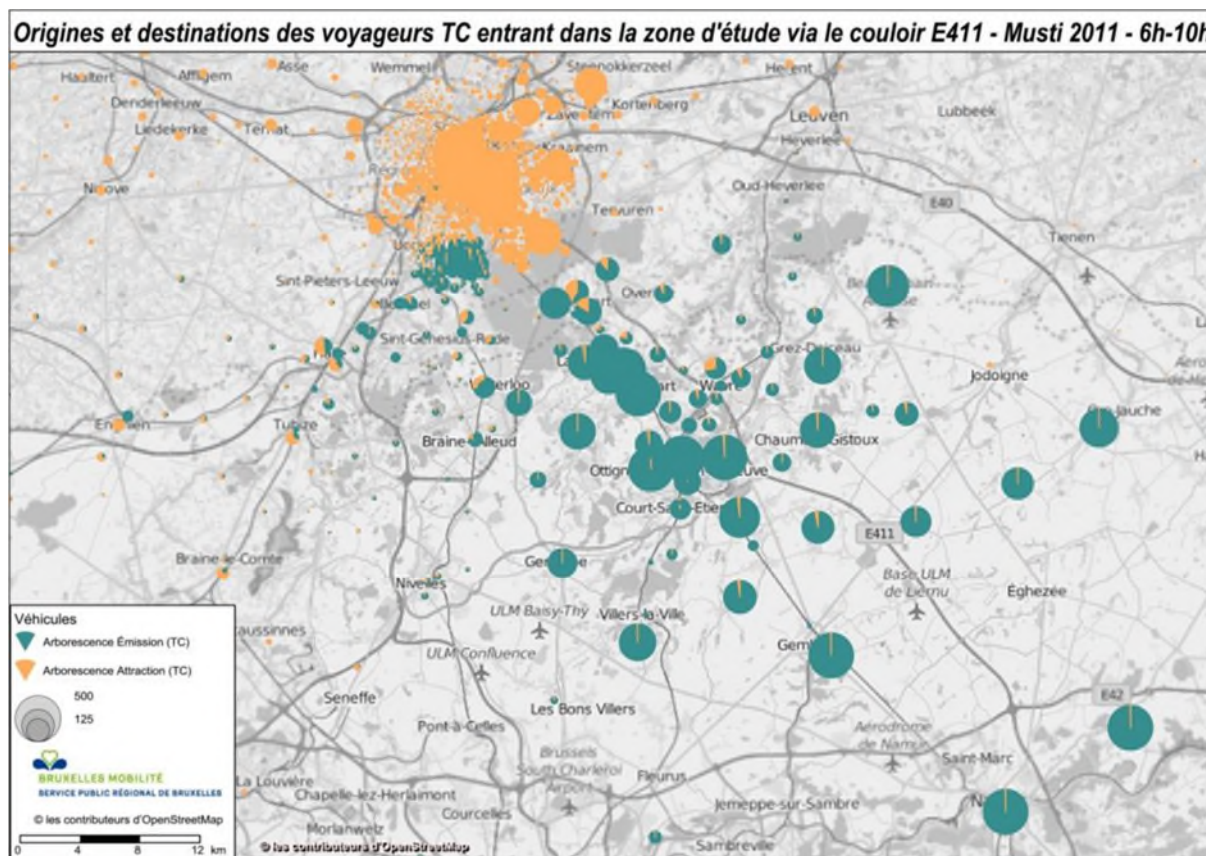 Origines et destinations des voyageurs TC entrant dans la zone d'étude via le couloir E411 - Musti 2011 - 6h-10h
Haaltert
Affligem
Asse
Wemmel
Steenokkerzeel
Herent
Denderleeuw
Kortenberg
Leuven
Lubbeek
Liedekerke
Ternat
Zaventem
Heverlee
Kraainem
Ninove
Oud-Heverlee
E40
Tervuren
Tienen
Sint-Pieters-Leeuw
Sint-Genesius-Rode
Grez-Doiceau
Jodoigne
Waterloo
Braine-l'Alleud
Tubize
Chaumont-Gistoux
Court-Saint-Etienne
E411
Braine-le-Comte
Nivelles
ULM Baisy-Thy
Villers-la-Ville
Base ULM
de Liernu
Éghezée
ULM Confluence
Seneffe
E42
Les Bons Villers
Pont-à-Celles
Aérodrome
de Namur
Saint-Marc
Brussels
South Charleroi
Airport
Fleurus
La Louvière
Chapelle-lez-Herlaimont
Courcelles
Jemeppe-sur-Sambre
Morlanwelz
Sambreville
Véhicules
Arborescence Émission (TC)
Arborescence Attraction (TC)
500
125
BRUXELLES MOBILITÉ
SERVICE PUBLIC RÉGIONAL DE BRUXELLES
© les contributeurs d'OpenStreetMap
0 4 8 12 km
© les contributeurs d'OpenStreetMap